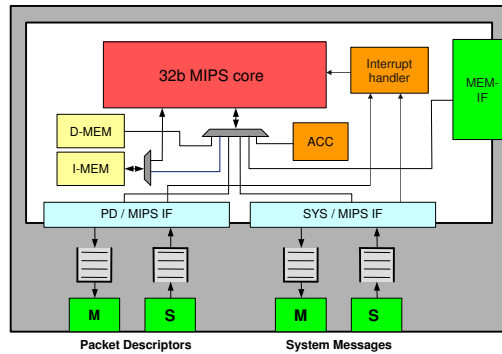 32b MIPS core
Interrupt
handler
MEM-
IF
D-MEM
I-MEM
ACC
PD / MIPS IF
SYS / MIPS IF
M
S
M
S
Packet Descriptors
System Messages